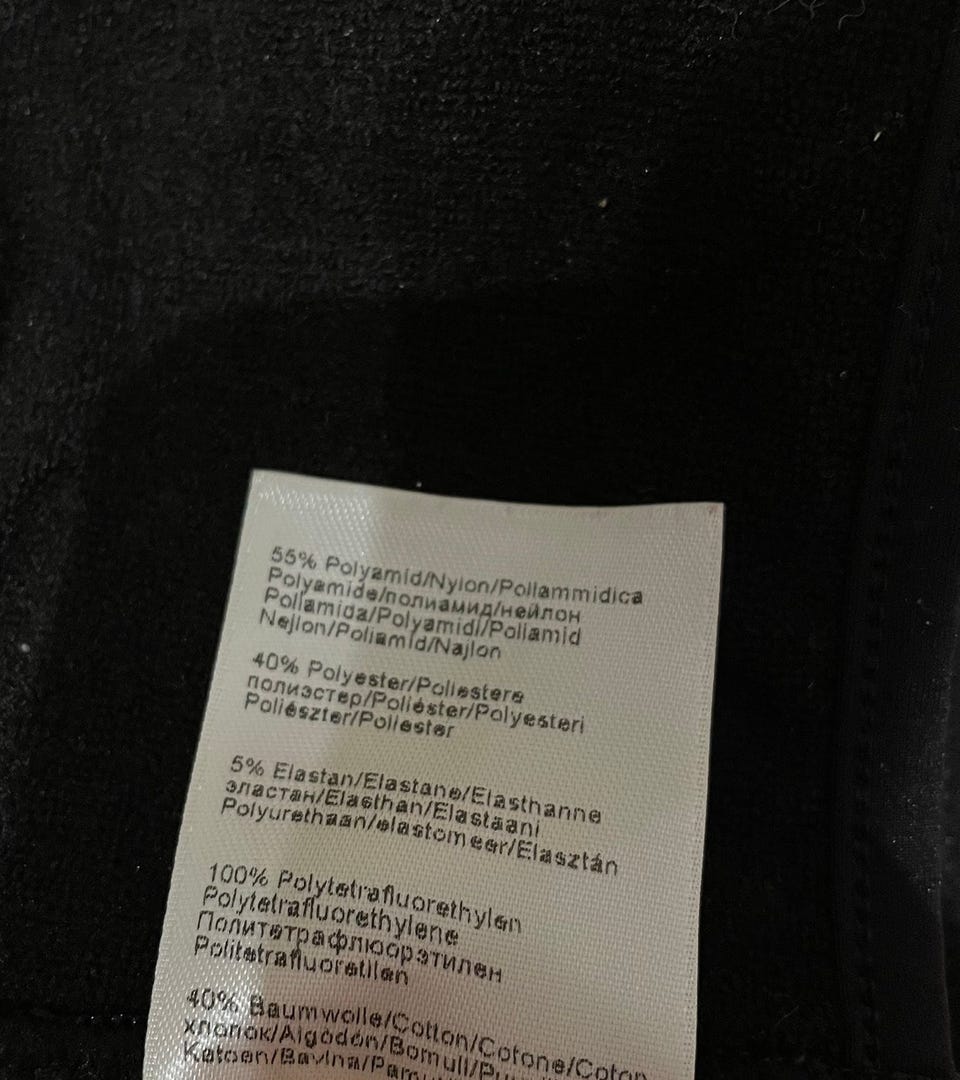 55% Polyamid/Nylon/Poliammidica
Polyamide/полиамид/нейлон
Poliamida/Polyamidi/Poliamid
Nejlon/Poliamid/Najlon
40% Polyester/Poliestere
полиэстер/Poliéster/Polyesteri
Poliészter/Poliester
5% Elastan/Elastane/Elasthanne
эластан/Elasthan/Elastaani
Polyurethaan/elastomeer/Elasztán
100% Polytetrafluorethylen
Polytetrafluorethylene
Политетрафлюорэтилен
Politetrafluoretilen
40% Baumwolle/Cotton/Cotone/Coton
хлопок/Algodón/Bomull/
Katoen/Bavlna/